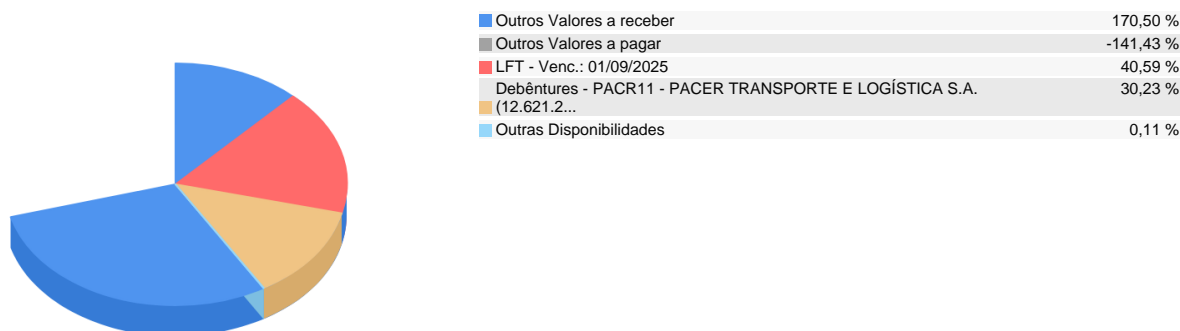 Outros Valores a receber 170,50 %
Outros Valores a pagar -141,43 %
LFT - Venc.: 01/09/2025 40,59 %
Debêntures - PACR11 - PACER TRANSPORTE E LOGÍSTICA S.A. 30,23 %
(12.621.2...
Outras Disponibilidades 0,11 %